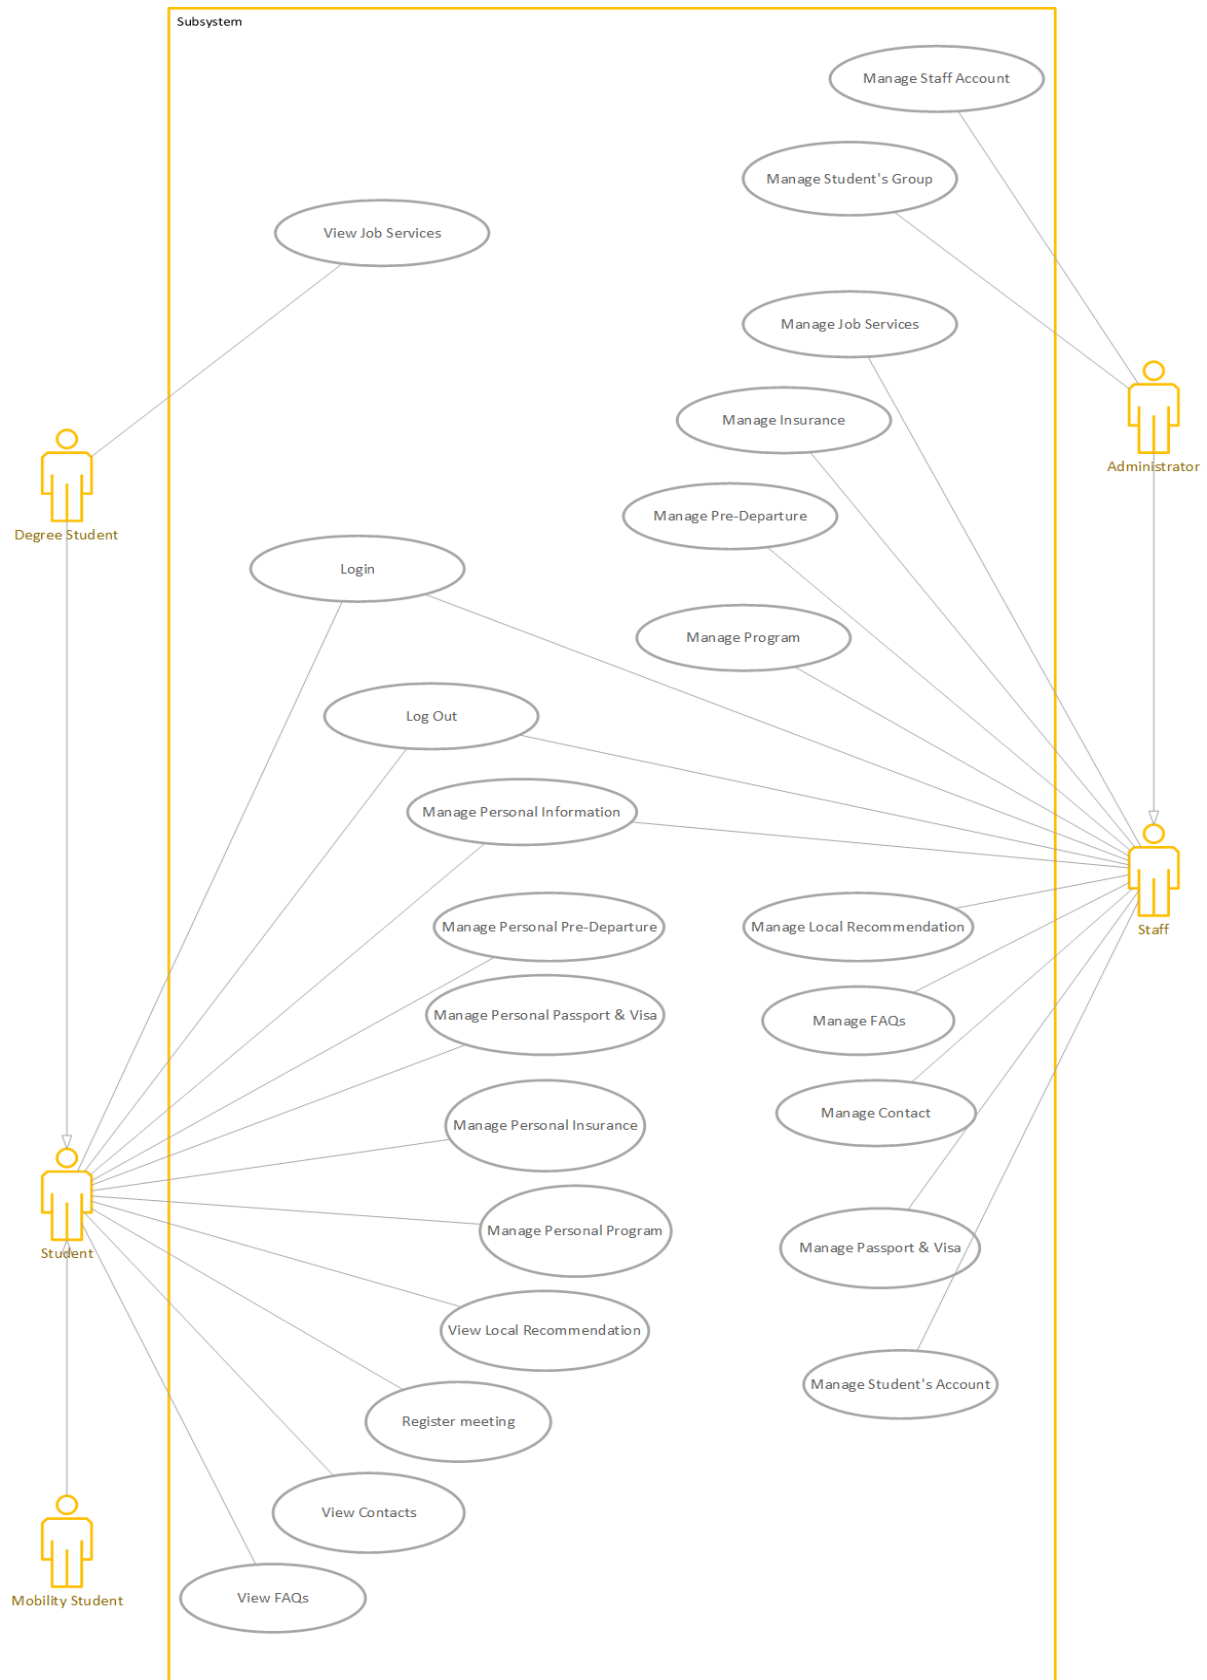 Subsystem
Manage Staff Account
Manage Student's Group
View Job Services
Manage Job Services
Manage Insurance
Administrator
Manage Pre-Departure
Degree Student
Login
Manage Program
Log Out
Manage Personal Information
Manage Personal Pre-Departure
Manage Local Recommendation
Staff
Manage Personal Passport & Visa
Manage FAQs
Manage Contact
Manage Personal Insurance
Manage Personal Program
Manage Passport & Visa
Student
View Local Recommendation
Manage Student's Account
Register meeting
View Contacts
View FAQs
Mobility Student